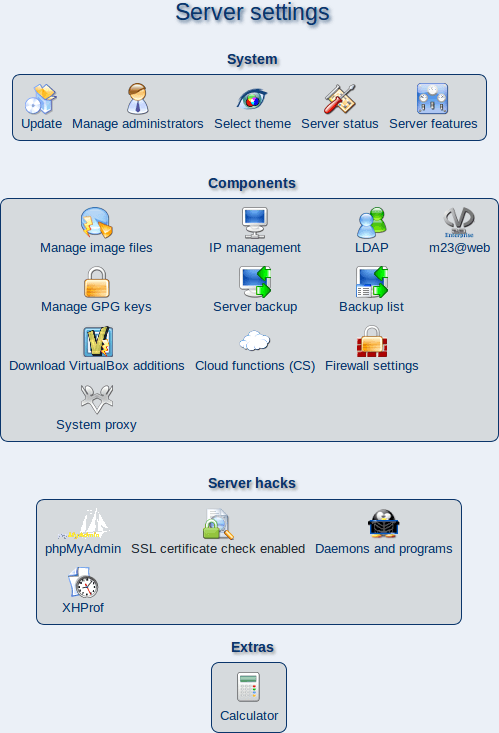 Server settings
System
Update Manage administrators Select theme Server status Server features
Components
Manage image files IP management LDAP m23@web
Manage GPG keys Server backup Backup list
Download VirtualBox additions Cloud functions (CS) Firewall settings
System proxy
Server hacks
phpMyAdmin SSL certificate check enabled Daemons and programs
XHProf
Extras
Calculator